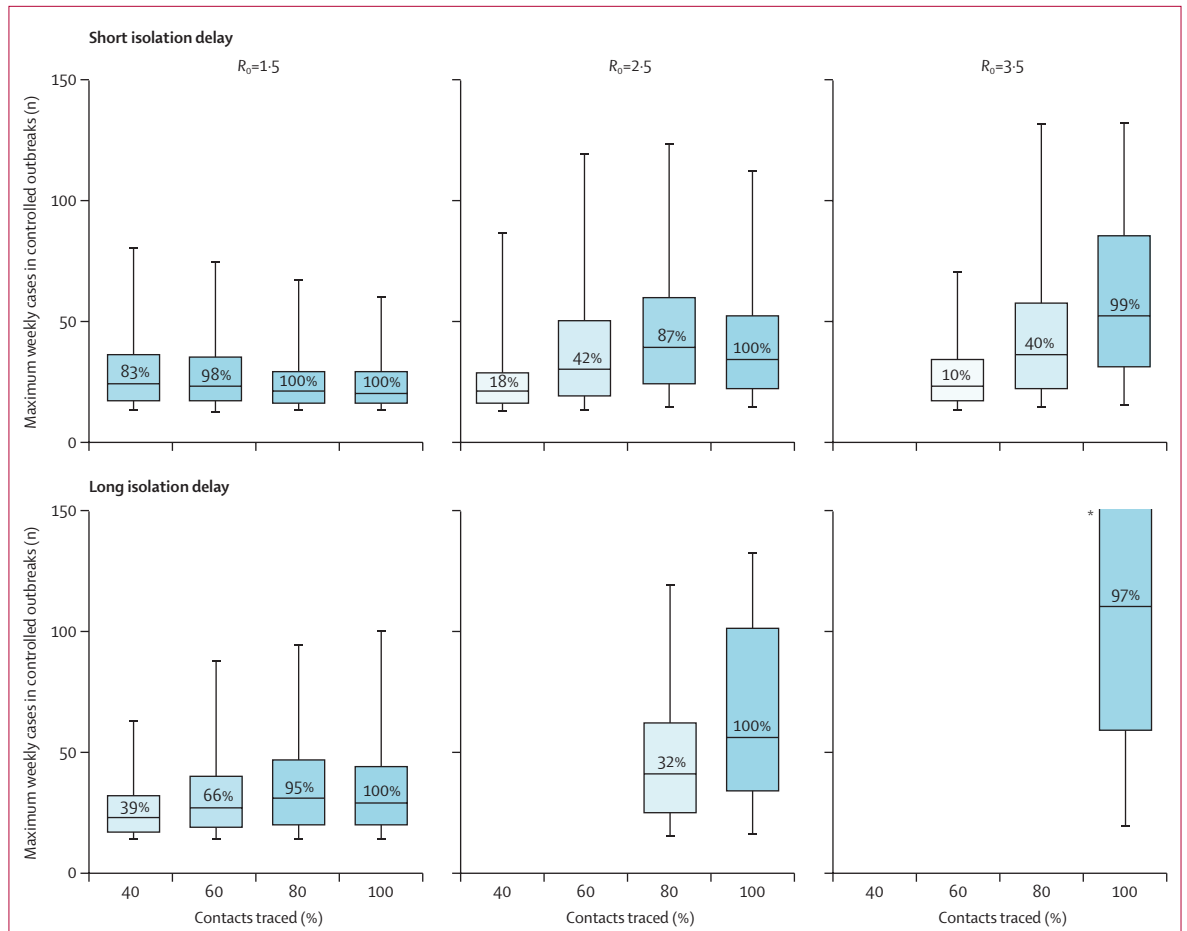 Short isolation delay
R₀=1·5
R₀=2·5
R₀=3·5
Maximum weekly cases in controlled outbreaks (n)
150
100
50
0
83%
98%
100%
100%
18%
42%
87%
100%
10%
40%
99%
Long isolation delay
Maximum weekly cases in controlled outbreaks (n)
150
100
50
0
39%
66%
95%
100%
32%
100%
*
97%
40 60 80 100
40 60 80 100
40 60 80 100
Contacts traced (%)
Contacts traced (%)
Contacts traced (%)